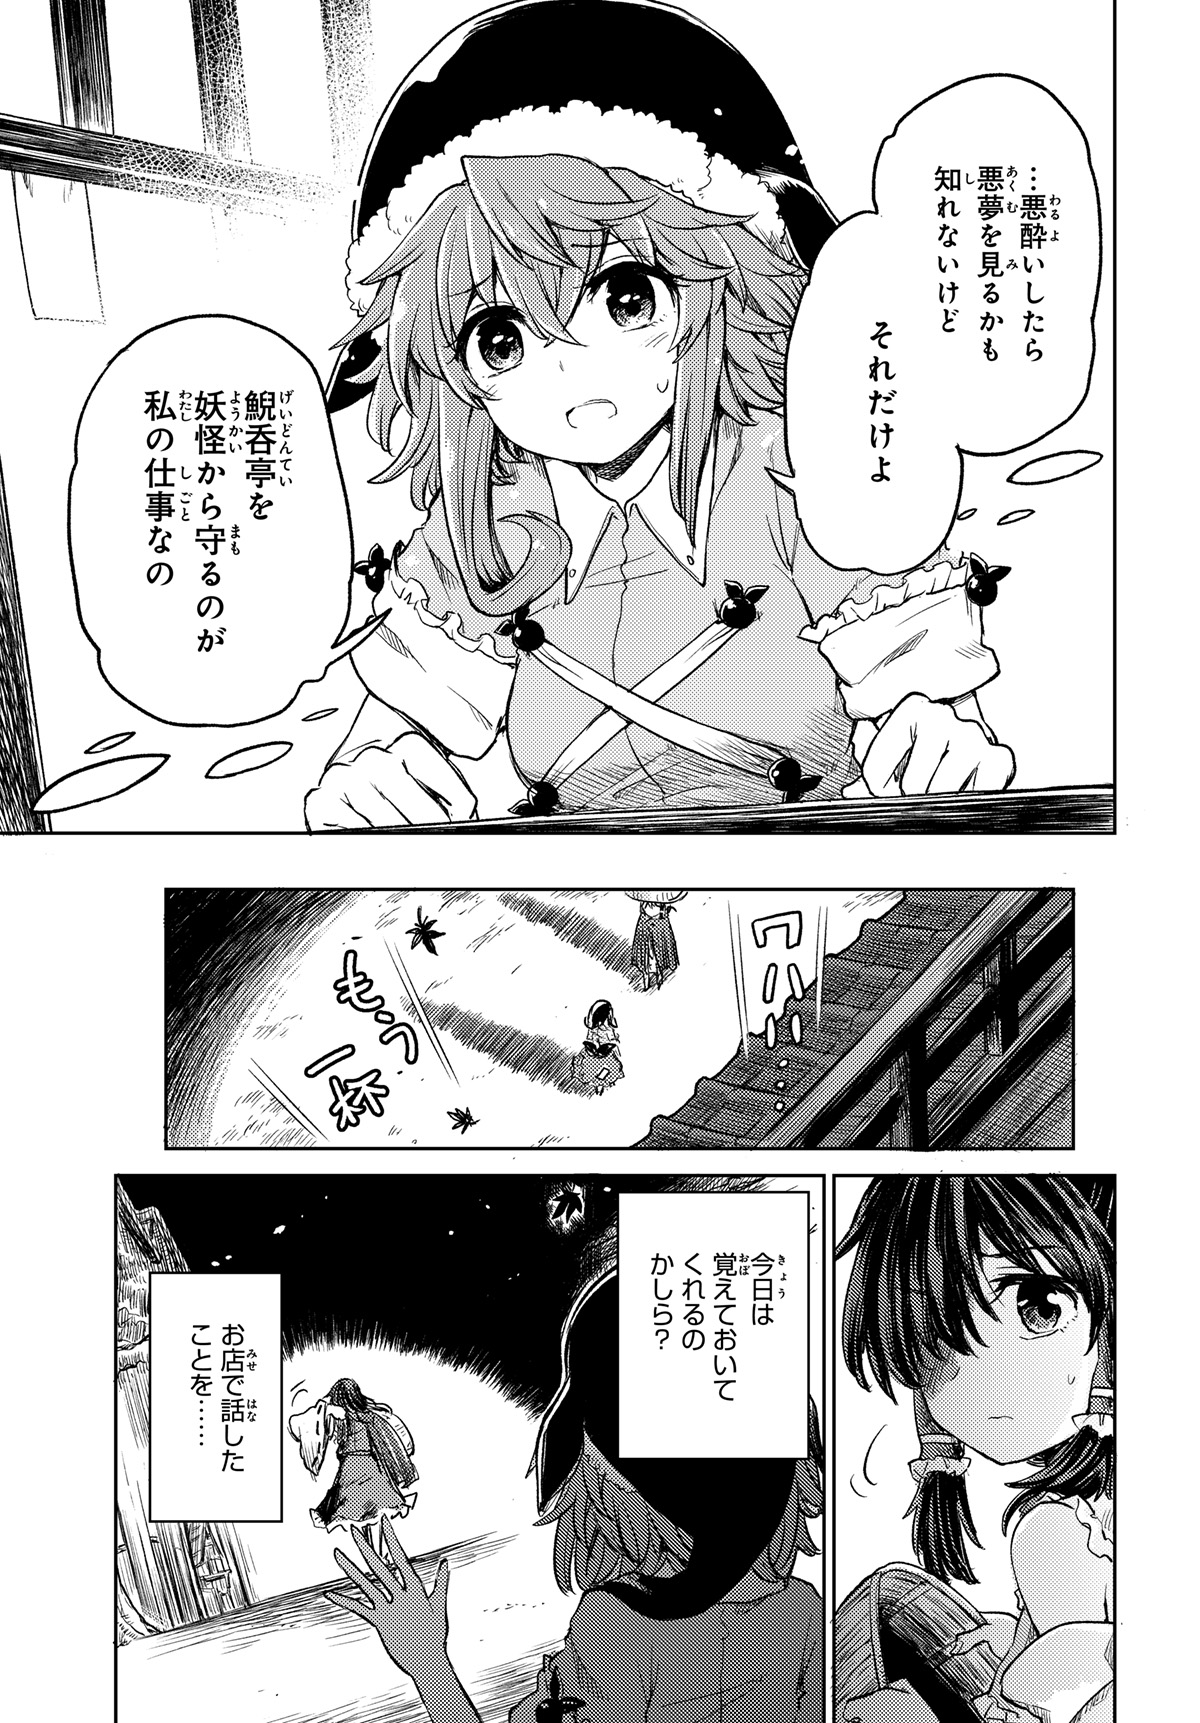 …悪酔いしたら
悪夢を見るかも
知れないけど
それだけよ
鯢呑亭を
妖怪から守るのが
私の仕事なの
ワハハ……
もう
一杯
今日は
覚えておいて
くれるの
かしら？
お店で話した
ことを……